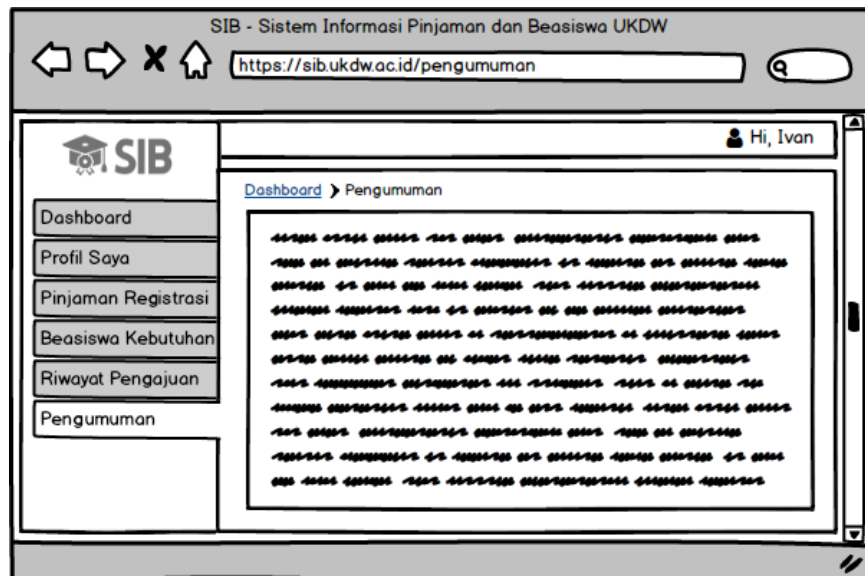 SIB - Sistem Informasi Pinjaman dan Beasiswa UKDW
https://sib.ukdw.ac.id/pengumuman
SIB
Hi, Ivan
Dashboard > Pengumuman
Dashboard
Profil Saya
Pinjaman Registrasi
Beasiswa Kebutuhan
Riwayat Pengajuan
Pengumuman